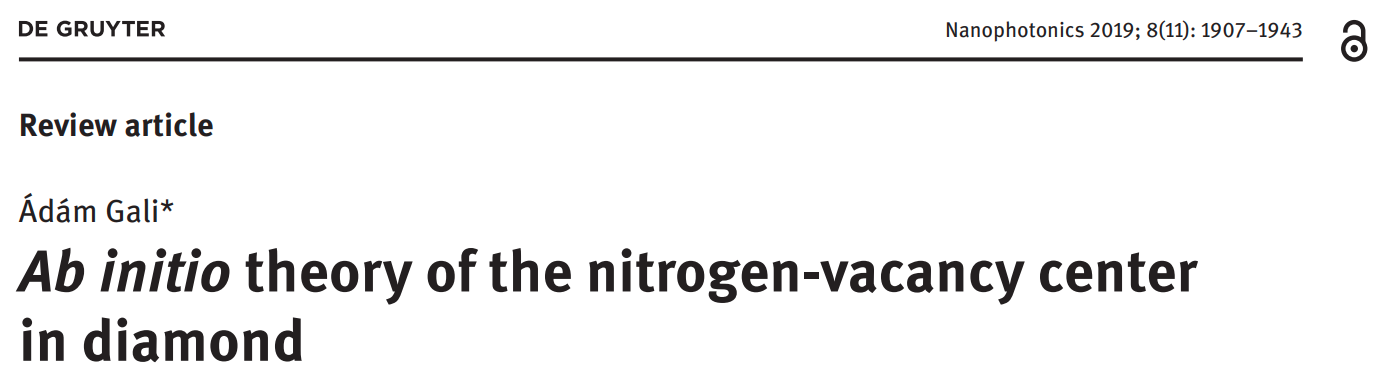 DE GRUYTER
Nanophotonics 2019; 8(11): 1907–1943
Review article
Ádám Gali*
Ab initio theory of the nitrogen-vacancy center
in diamond